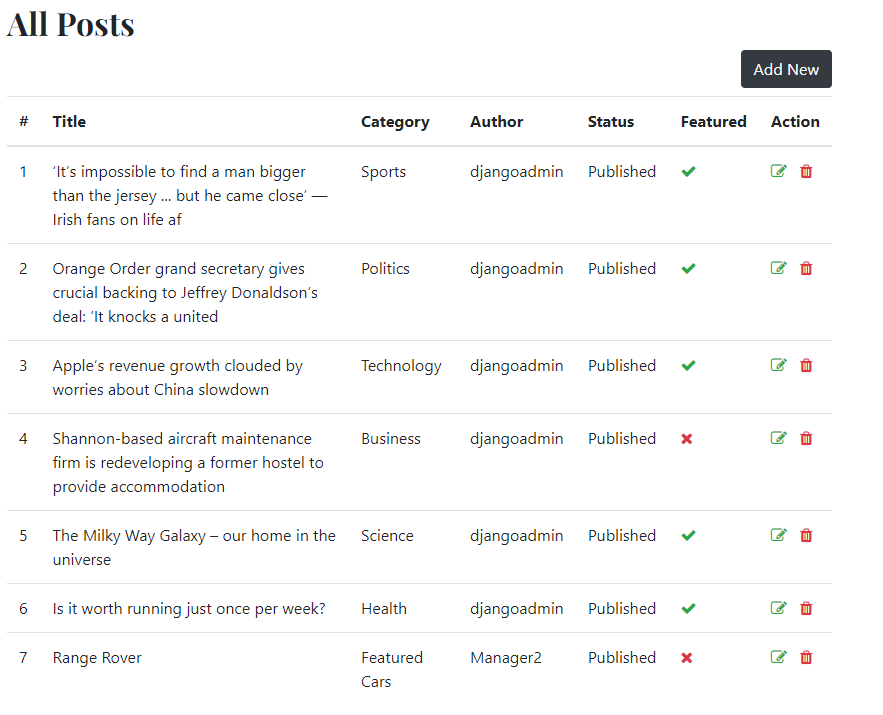 All Posts
Add New
# Title Category Author Status Featured Action
1 ‘It’s impossible to find a man bigger Sports djangoadmin Published
than the jersey ... but he came close’ —
Irish fans on life af
2 Orange Order grand secretary gives Politics djangoadmin Published
crucial backing to Jeffrey Donaldson’s
deal: ‘It knocks a united
3 Apple’s revenue growth clouded by Technology djangoadmin Published
worries about China slowdown
4 Shannon-based aircraft maintenance Business djangoadmin Published
firm is redeveloping a former hostel to
provide accommodation
5 The Milky Way Galaxy – our home in the Science djangoadmin Published
universe
6 Is it worth running just once per week? Health djangoadmin Published
7 Range Rover Featured Manager2 Published
Cars